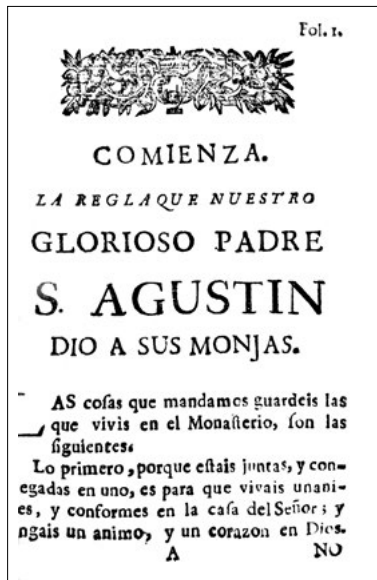 Fol. 1.
COMIENZA.
LA REGLA QUE NUESTRO
GLORIOSO PADRE
S. AGUSTIN
DIO A SUS MONJAS.
AS coſas que mandamos guardeis las
que vivis en el Monaſterio, ſon las
ſiguientes.
Lo primero, porque eſtais juntas, y con-
egadas en uno, es para que vivais unani-
es, y conformes en la caſa del Señor; y
ngais un animo, y un corazon en Dios.
A NO